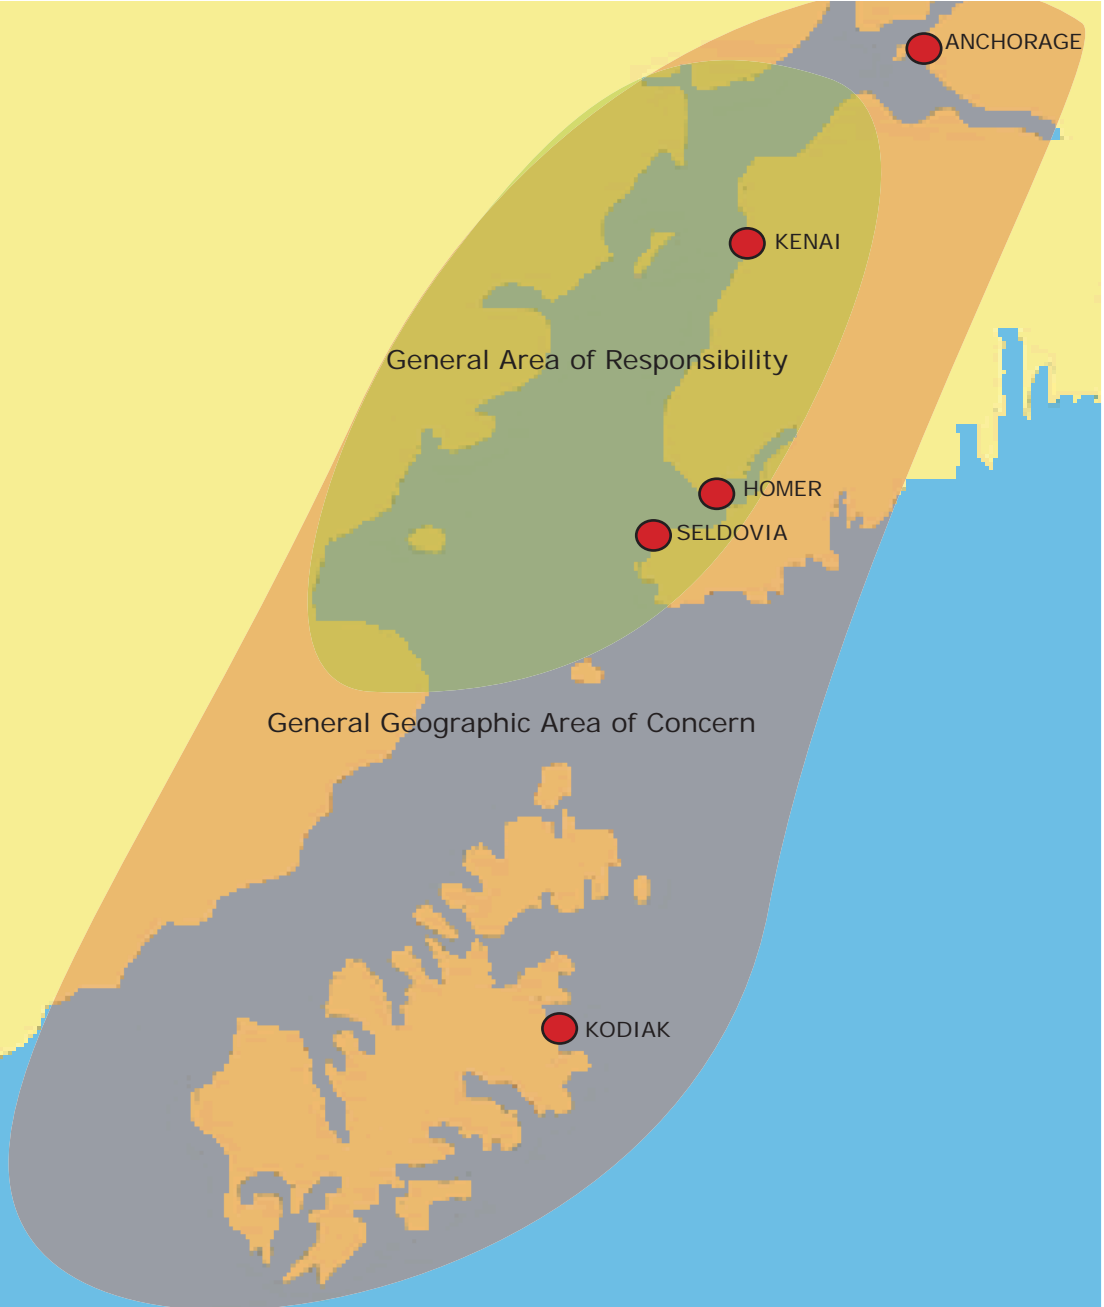 ANCHORAGE
KENAI
General Area of Responsibility
HOMER
SELDOVIA
General Geographic Area of Concern
KODIAK